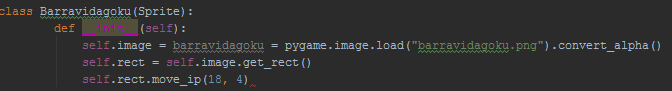 class Barravidagoku(Sprite):
def __init__(self):
self.image = barravidagoku = pygame.image.load("barravidagoku.png").convert_alpha()
self.rect = self.image.get_rect()
self.rect.move_ip(18, 4)